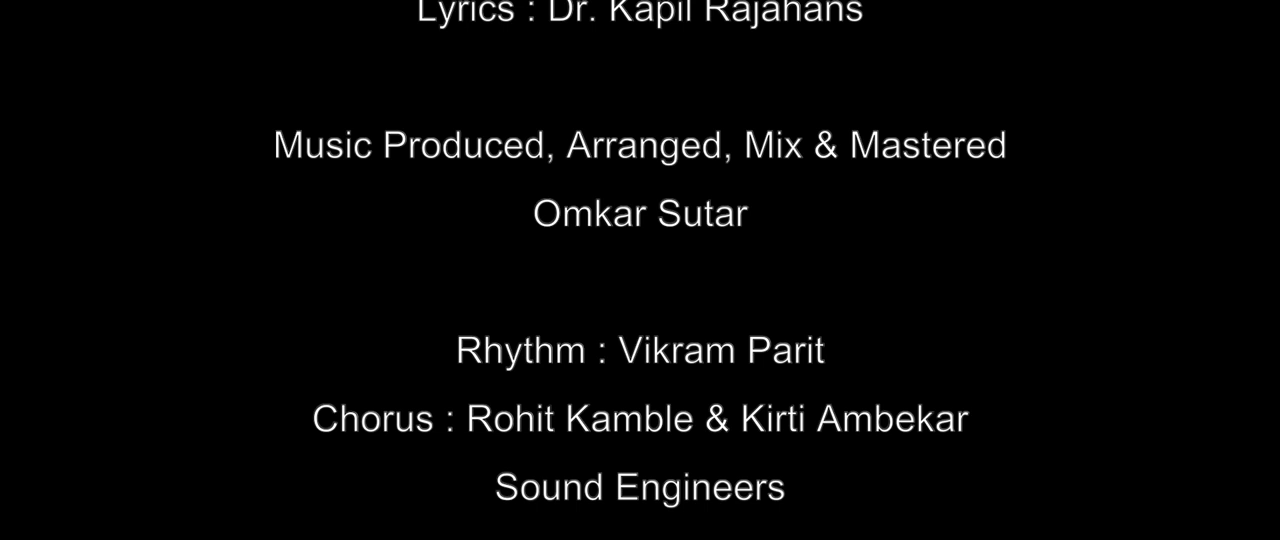 Lyrics : Dr. Kapil Rajahans
Music Produced, Arranged, Mix & Mastered
Omkar Sutar
Rhythm : Vikram Parit
Chorus : Rohit Kamble & Kirti Ambekar
Sound Engineers